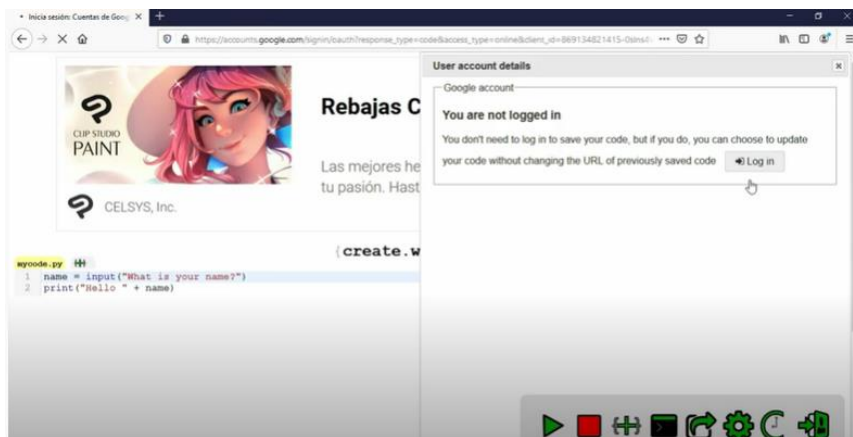 Inicia sesión: Cuentas de Goog
https://accounts.google.com/signin/oauth?response_type=code&access_type=online&client_id=869134821415-0slns
User account details
Google account
You are not logged in
You don't need to log in to save your code, but if you do, you can choose to update
your code without changing the URL of previously saved code
Log in
CLIP STUDIO
PAINT
CELSYS, Inc.
Rebajas C
Las mejores he
tu pasión. Hast
{create.w
mycode.py
1 name = input("What is your name?")
2 print("Hello " + name)